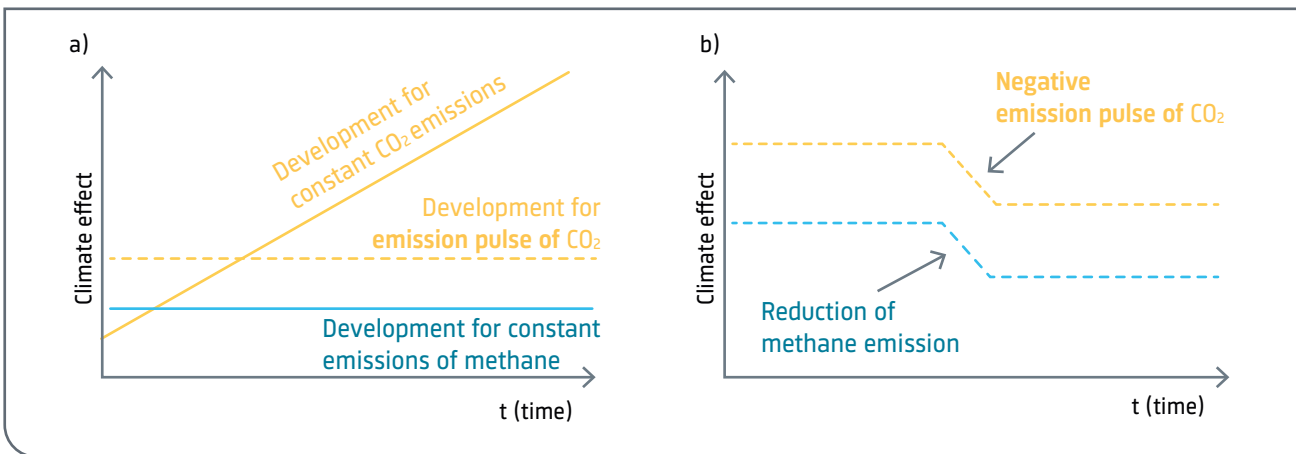 a)
Climate effect
Development for
constant CO₂ emissions
Development for
emission pulse of CO₂
Development for constant
emissions of methane
t (time)
b)
Climate effect
Negative
emission pulse of CO₂
Reduction of
methane emission
t (time)